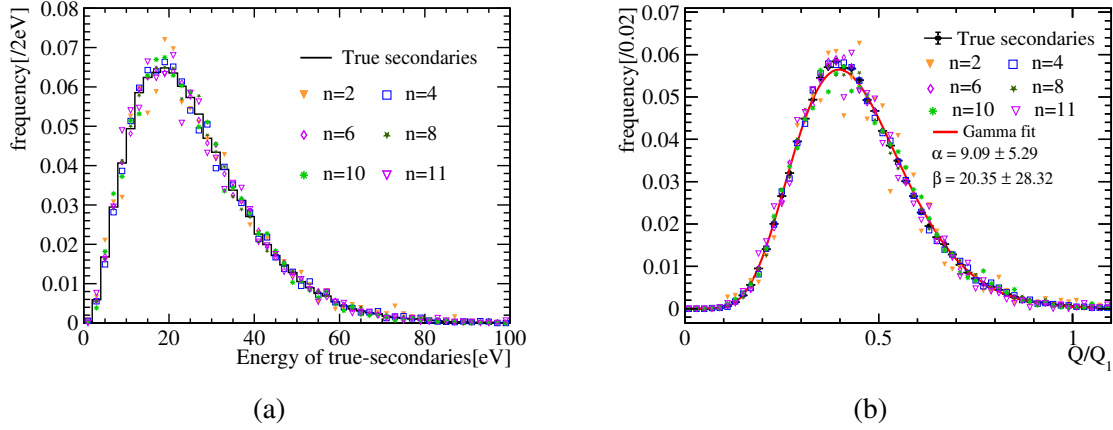 frequency[/2eV]
0.08
0.07
0.06
0.05
0.04
0.03
0.02
0.01
0
True secondaries
n=2 n=4
n=6 n=8
n=10 n=11
0 20 40 60 80 100
Energy of true-secondaries[eV]
(a)
frequency[/0.02]
0.07
0.06
0.05
0.04
0.03
0.02
0.01
0
True secondaries
n=2 n=4
n=6 n=8
n=10 n=11
Gamma fit
α = 9.09 ± 5.29
β = 20.35 ± 28.32
0 0.5 1
Q/Q₁
(b)